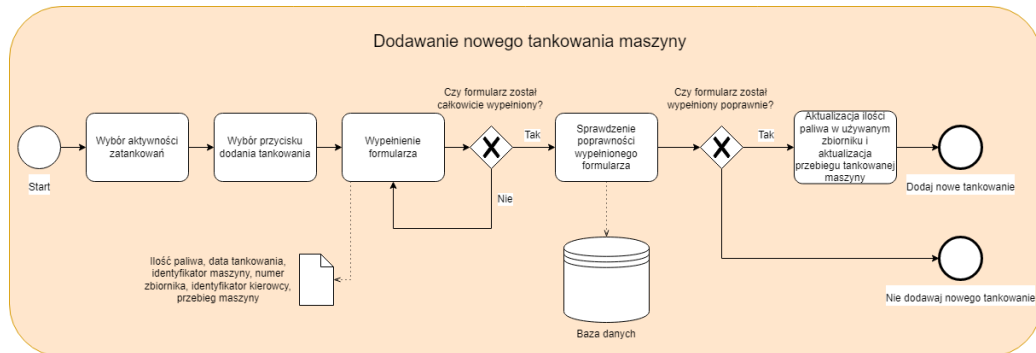 Dodawanie nowego tankowania maszyny
Czy formularz został
całkowicie wypełniony?
Czy formularz został
wypełniony poprawnie?
Start
Wybór aktywności
zatankowań
Wybór przycisku
dodania tankowania
Wypełnienie
formularza
Tak
Nie
Sprawdzenie
poprawności
wypełnionego
formularza
Tak
Aktualizacja ilości
paliwa w używanym
zbiorniku i
aktualizacja
przebiegu tankowanej
maszyny
Dodaj nowe tankowanie
Nie dodawaj nowego tankowanie
Ilość paliwa, data tankowania,
identyfikator maszyny, numer
zbiornika, identyfikator kierowcy,
przebieg maszyny
Baza danych